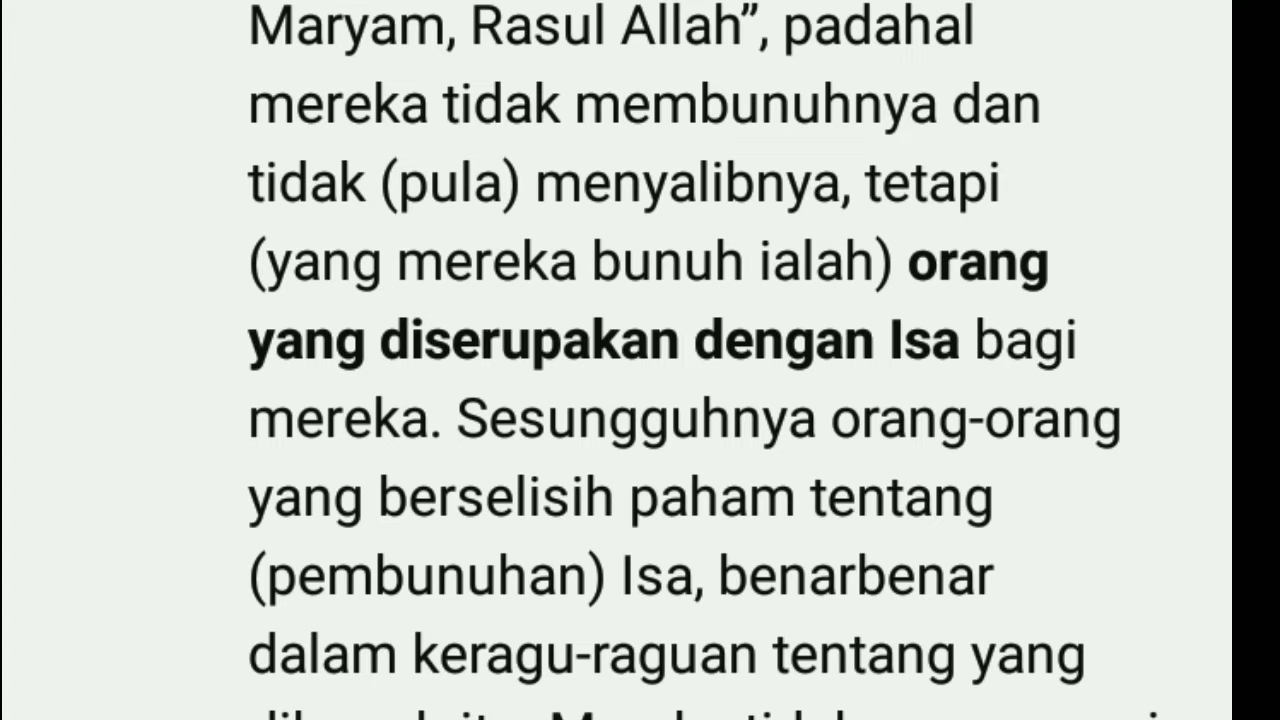 Maryam, Rasul Allah”, padahal
mereka tidak membunuhnya dan
tidak (pula) menyalibnya, tetapi
(yang mereka bunuh ialah) orang
yang diserupakan dengan Isa bagi
mereka. Sesungguhnya orang-orang
yang berselisih paham tentang
(pembunuhan) Isa, benarbenar
dalam keragu-raguan tentang yang